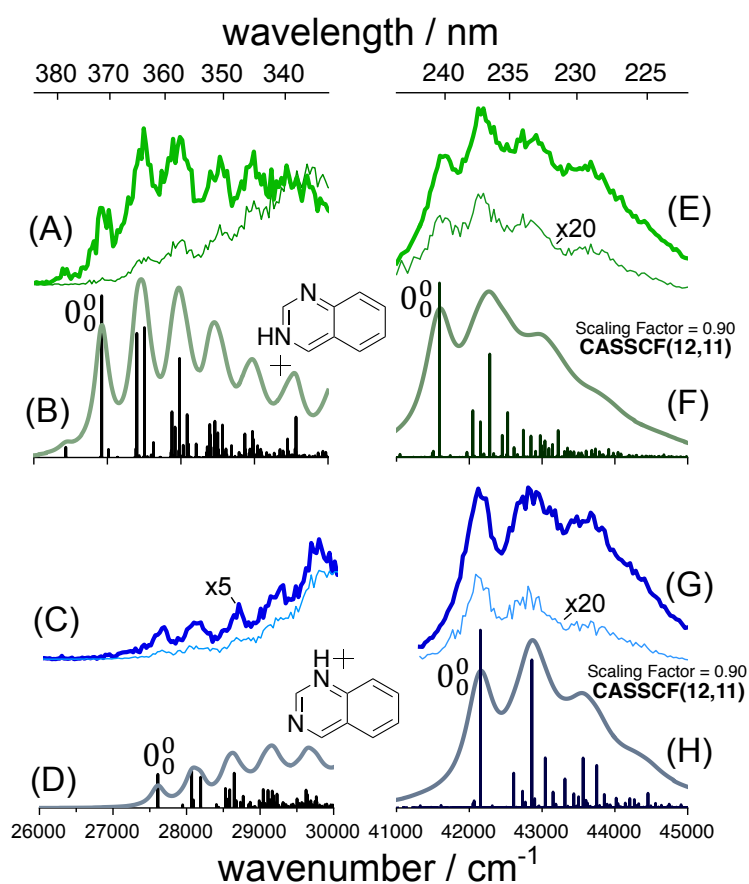 wavelength / nm
380 370 360 350 340
240 235 230 225
(A)
(E)
x20
0⁰₀
N
HN
+
(B)
0⁰₀
Scaling Factor = 0.90
CASSCF(12,11)
(F)
(C)
x5
(G)
x20
H
N
+
N
0⁰₀
(D)
0⁰₀
Scaling Factor = 0.90
CASSCF(12,11)
(H)
26000 27000 28000 29000 30000
41000 42000 43000 44000 45000
wavenumber / cm⁻¹